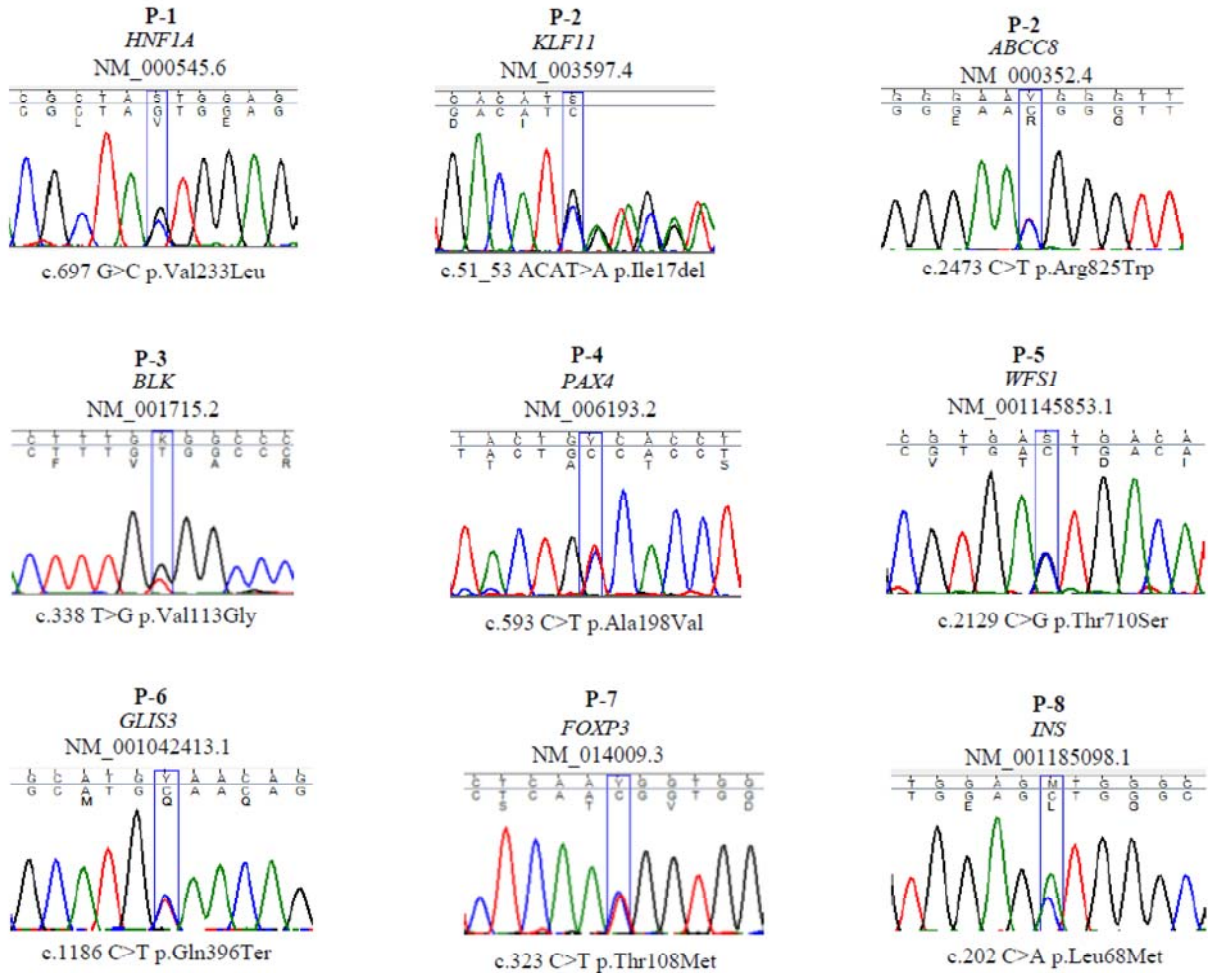 P-1
HNF1A
NM_000545.6
C G C T A S T G G A G
C G C T A G T G G A G
L V E
c.697 G>C p.Val233Leu
P-2
KLF11
NM_003597.4
G A C A T S
G A C A T C
D I
c.51_53 ACAT>A p.Ile17del
P-2
ABCC8
NM_000352.4
G G G A A Y G G G T T
G G G A A C G G G T T
E R G
c.2473 C>T p.Arg825Trp
P-3
BLK
NM_001715.2
C T T T G K G G C C C
C T T T G T G G C C C
F V A R
c.338 T>G p.Val113Gly
P-4
PAX4
NM_006193.2
T A C T G Y C A C C T
T A C T G C C A C C T
T A T S
c.593 C>T p.Ala198Val
P-5
WFS1
NM_001145853.1
C G T G A S T G A C A
C G T G A C T G A C A
V T D I
c.2129 C>G p.Thr710Ser
P-6
GLIS3
NM_001042413.1
G C A T G Y A A C A G
G C A T G C A A C A G
M Q Q
c.1186 C>T p.Gln396Ter
P-7
FOXP3
NM_014009.3
C T C A A Y G G T G G
C T C A A C G G T G G
S T V D
c.323 C>T p.Thr108Met
P-8
INS
NM_001185098.1
T G G A G M T G G G C
T G G A G C T G G G C
E L G
c.202 C>A p.Leu68Met